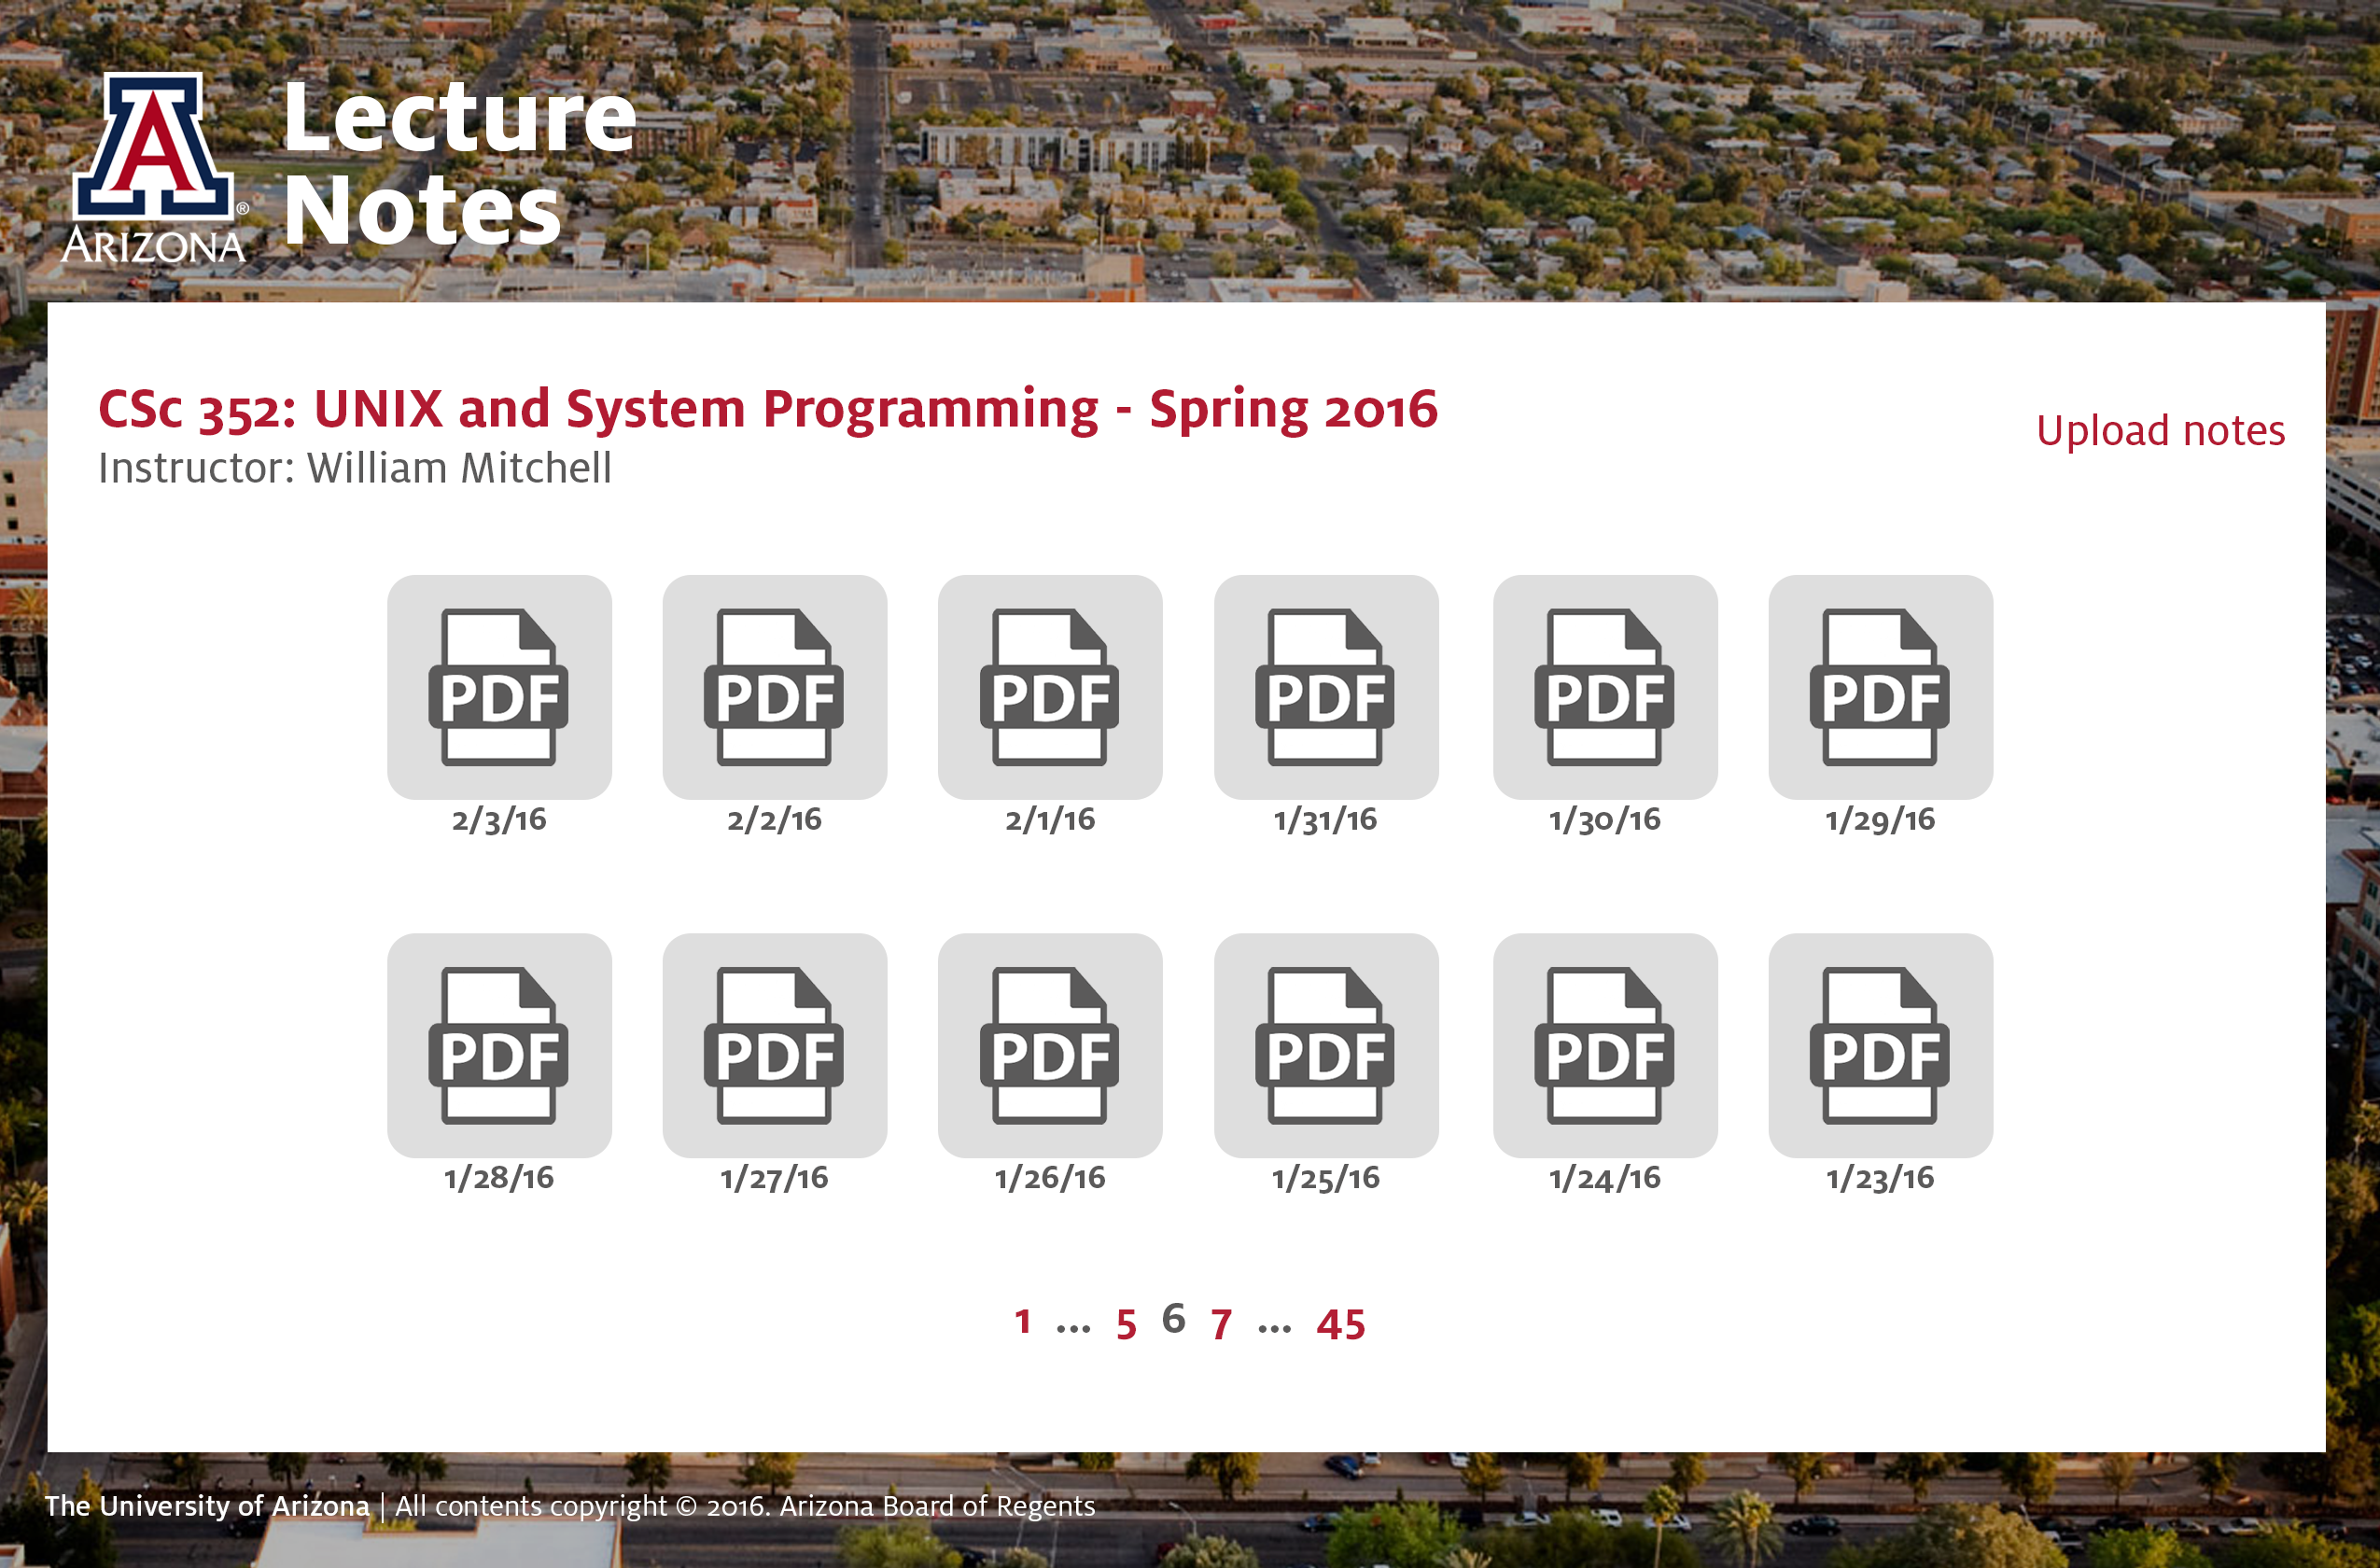 Lecture
Notes
ARIZONA®
CSc 352: UNIX and System Programming - Spring 2016
Instructor: William Mitchell
Upload notes
PDF PDF PDF PDF PDF PDF
2/3/16 2/2/16 2/1/16 1/31/16 1/30/16 1/29/16
PDF PDF PDF PDF PDF PDF
1/28/16 1/27/16 1/26/16 1/25/16 1/24/16 1/23/16
1 ... 5 6 7 ... 45
The University of Arizona | All contents copyright © 2016. Arizona Board of Regents